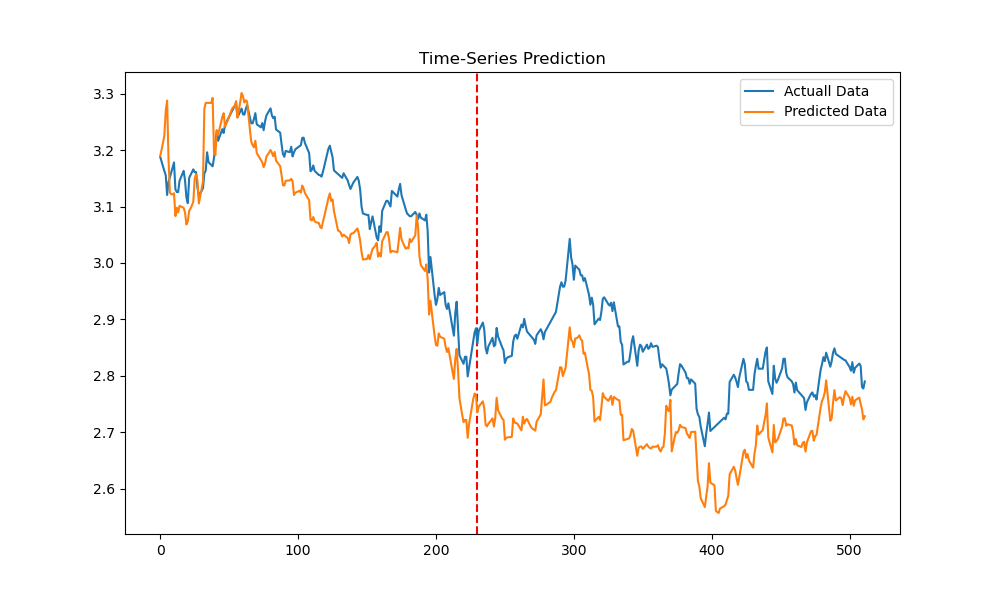 Time-Series Prediction
Actuall Data
Predicted Data
3.3
3.2
3.1
3.0
2.9
2.8
2.7
2.6
0 100 200 300 400 500